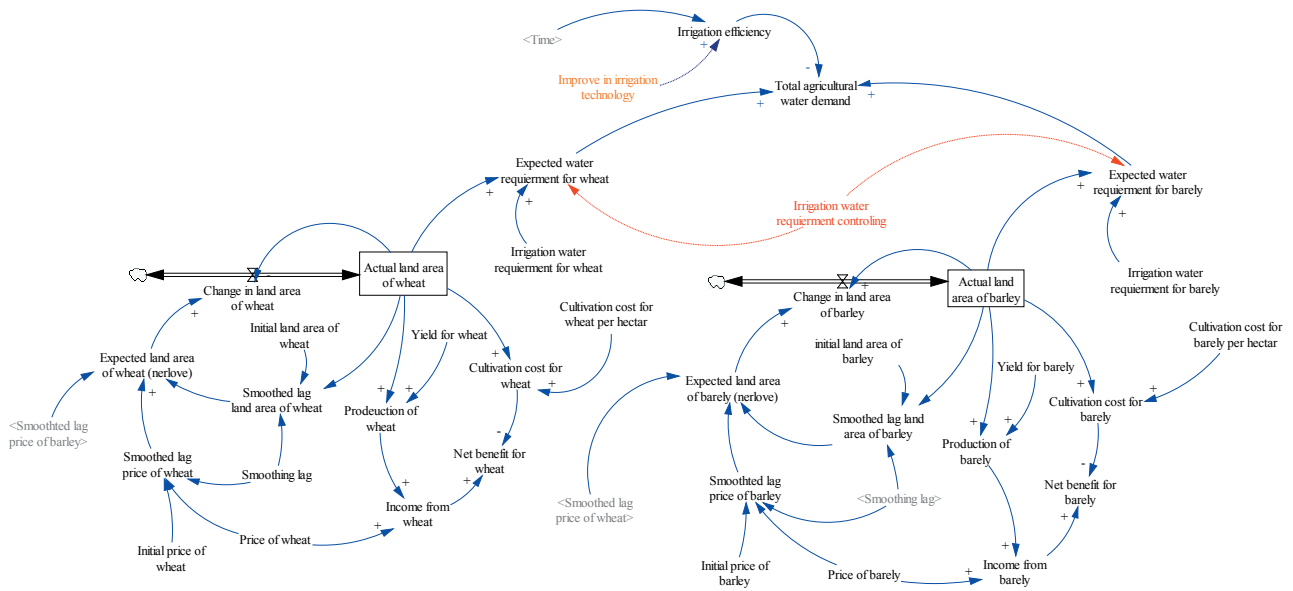 Irrigation efficiency
<Time>
+
Improve in irrigation
technology
-
Total agricultural
water demand
+
+
Expected water
requierment for wheat
+
+
Expected water
requierment for barely
+
+
Irrigation water
requierment controling
Irrigation water
requierment for wheat
Irrigation water
requierment for barely
Actual land area
of wheat
-
Change in land area
of wheat
+
Actual land
area of barley
+
Change in land area
of barley
+
Initial land area of
wheat
Yield for wheat
Cultivation cost for
wheat per hectar
initial land area of
barley
Yield for barely
Cultivation cost for
barely per hectar
Expected land area
of wheat (nerlove)
+
Smoothed lag
land area of wheat
+
+
Prodeuction of
wheat
+
Cultivation cost for
wheat
+
Expected land area
of barely (nerlove)
Smoothed lag land
area of barley
+
+
Production of
barely
+
Cultivation cost for
barely
+
<Smoothted lag
price of barley>
Smoothed lag
price of wheat
Smoothing lag
-
Net benefit for
wheat
+
+
Income from
wheat
+
Price of wheat
Initial price of
wheat
<Smoothed lag
price of wheat>
Smoothted lag
price of barley
<Smoothing lag>
-
Net benefit for
barely
+
+
Income from
barely
+
Initial price of
barley
Price of barely